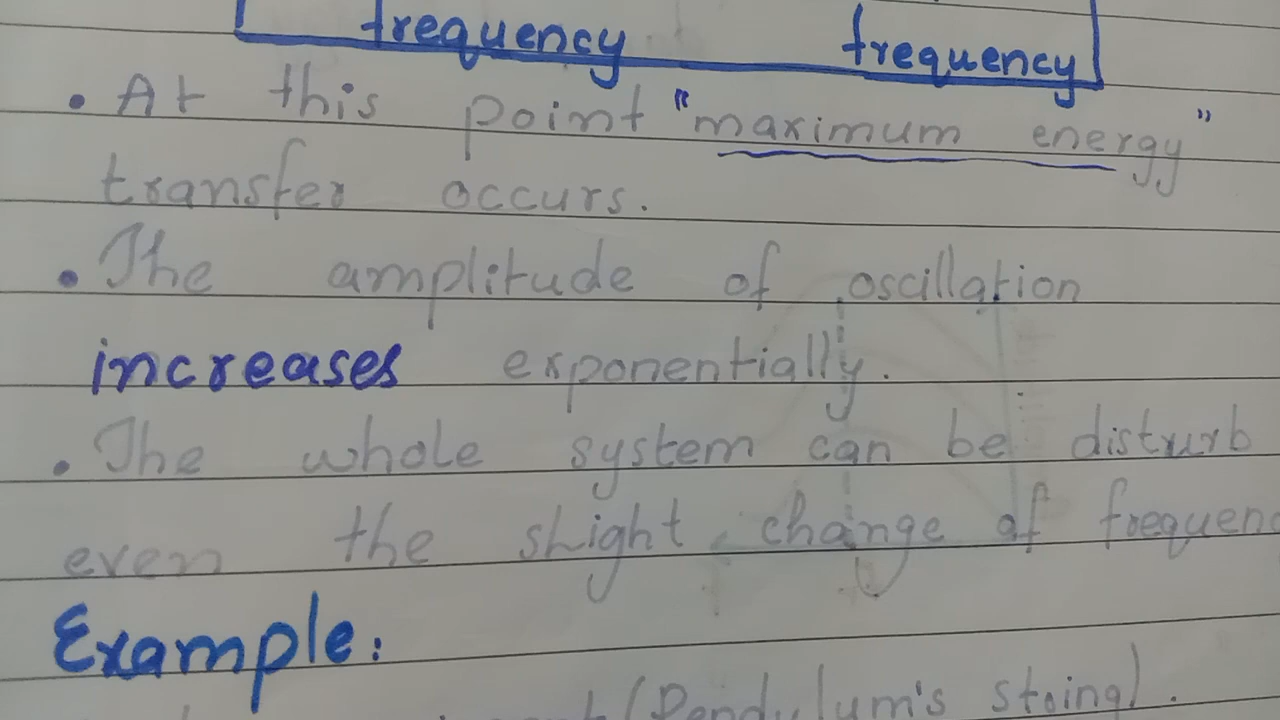 frequency frequency
• At this point "maximum energy"
transfer occurs.
• The amplitude of oscillation
increases exponentially.
• The whole system can be disturb
even the slight change of frequenc
Example:
(Pendulum's stoing).